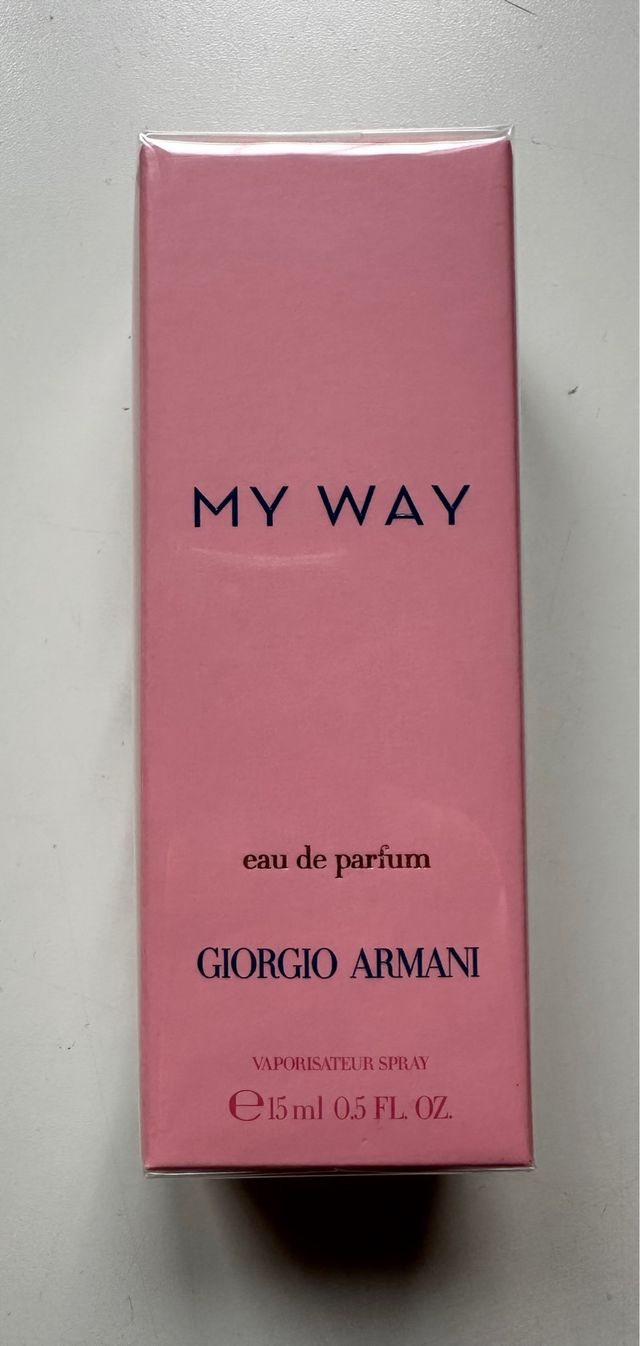 MY WAY
eau de parfum
GIORGIO ARMANI
VAPORISATEUR SPRAY
℮15 ml 0.5 FL. OZ.